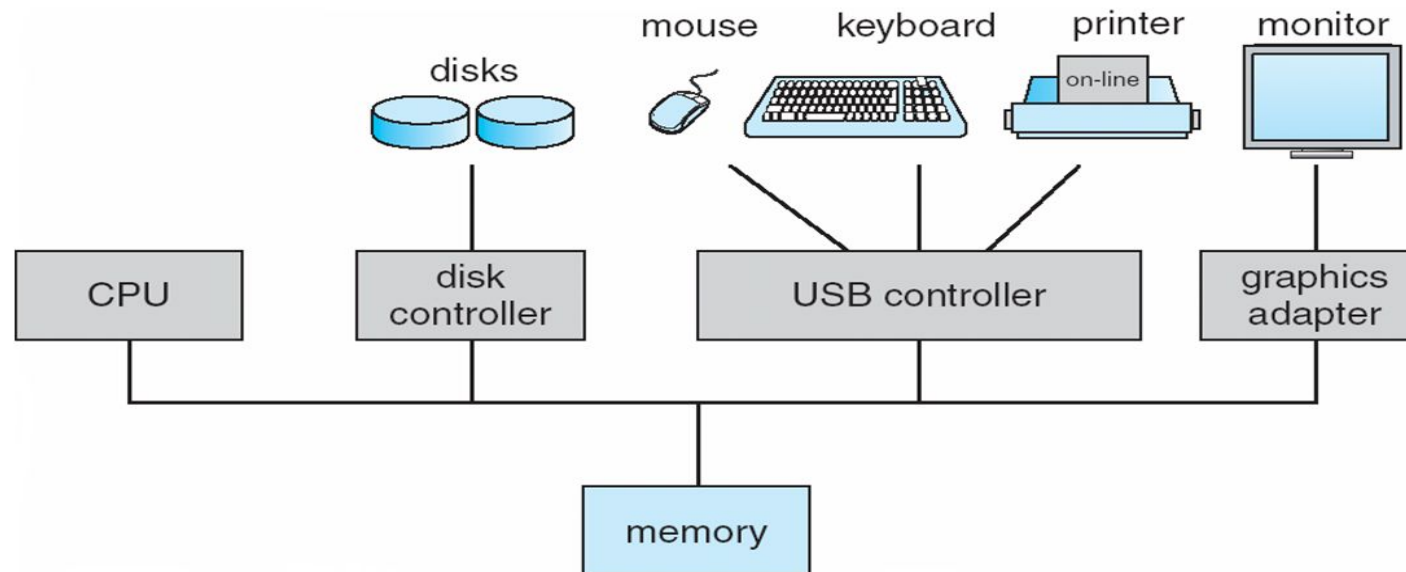 mouse
keyboard
printer
monitor
disks
on-line
CPU
disk
controller
USB controller
graphics
adapter
memory